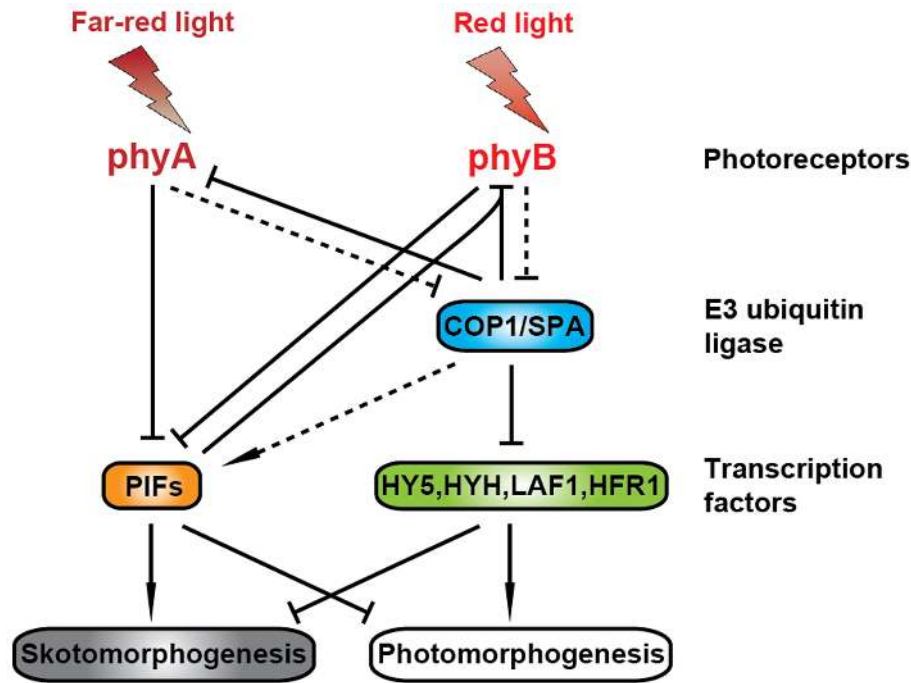 Far-red light
Red light
phyA
phyB
Photoreceptors
COP1/SPA
E3 ubiquitin
ligase
PIFs
HY5,HYH,LAF1,HFR1
Transcription
factors
Skotomorphogenesis
Photomorphogenesis